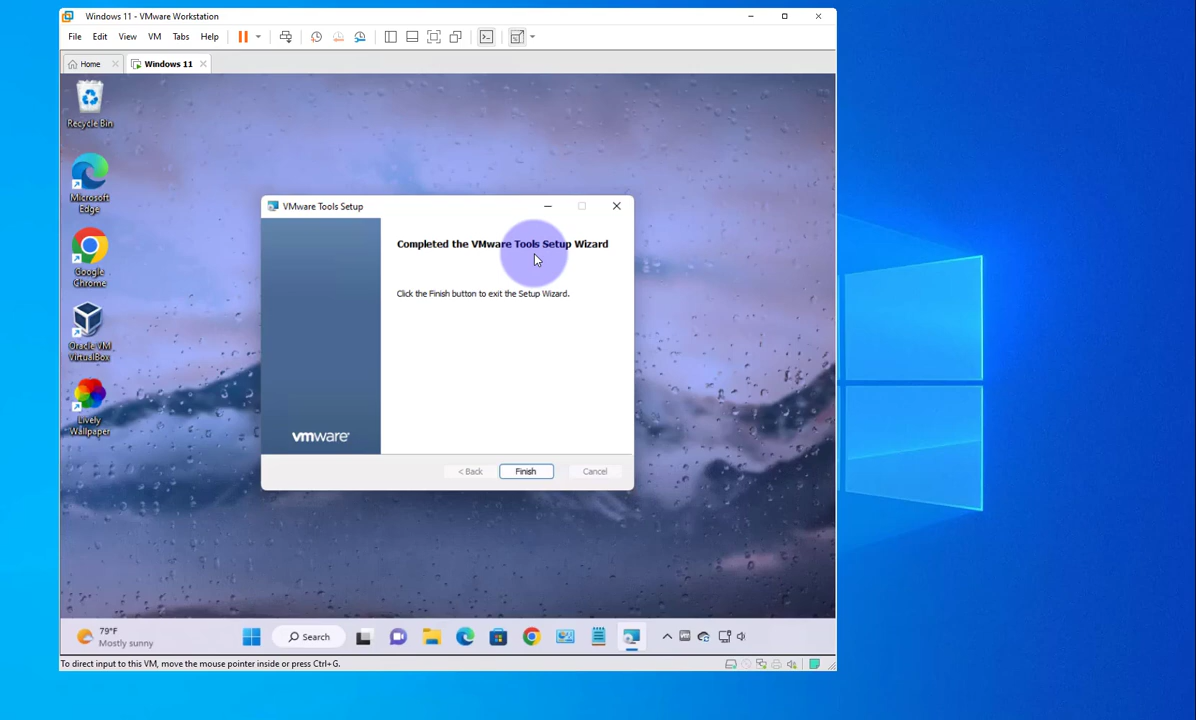 Windows 11 - VMware Workstation
File Edit View VM Tabs Help
Home Windows 11
Recycle Bin
Microsoft
Edge
Google
Chrome
Oracle VM
VirtualBox
Lively
Wallpaper
VMware Tools Setup
Completed the VMware Tools Setup Wizard
Click the Finish button to exit the Setup Wizard.
vmware®
< Back Finish Cancel
79°F
Mostly sunny
Search
To direct input to this VM, move the mouse pointer inside or press Ctrl+G.